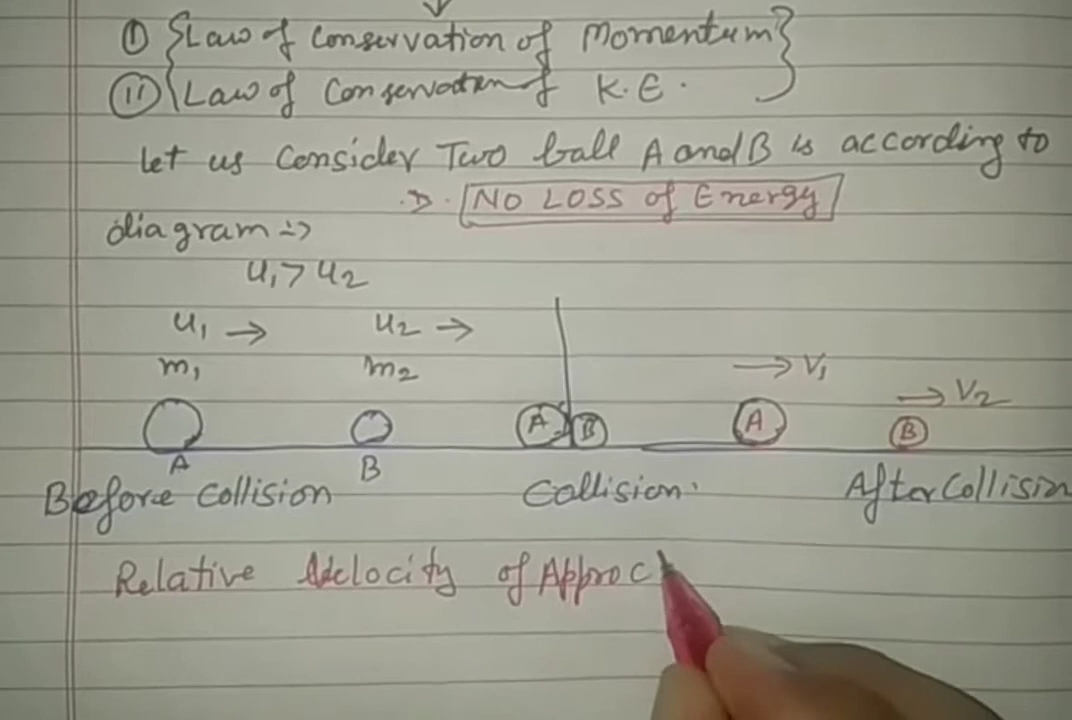 ① {Law of Conservation of Momentum}
⑪ {Law of Conservation of K.E.}
let us Consider Two ball A and B is according to
⇒ NO LOSS of Energy
diagram ⇒
u₁ > u₂
u₁ → u₂ → → v₁ → v₂
m₁ m₂
A B A B
A B
Before Collision Collision. After Collision
Relative Velocity of Approc